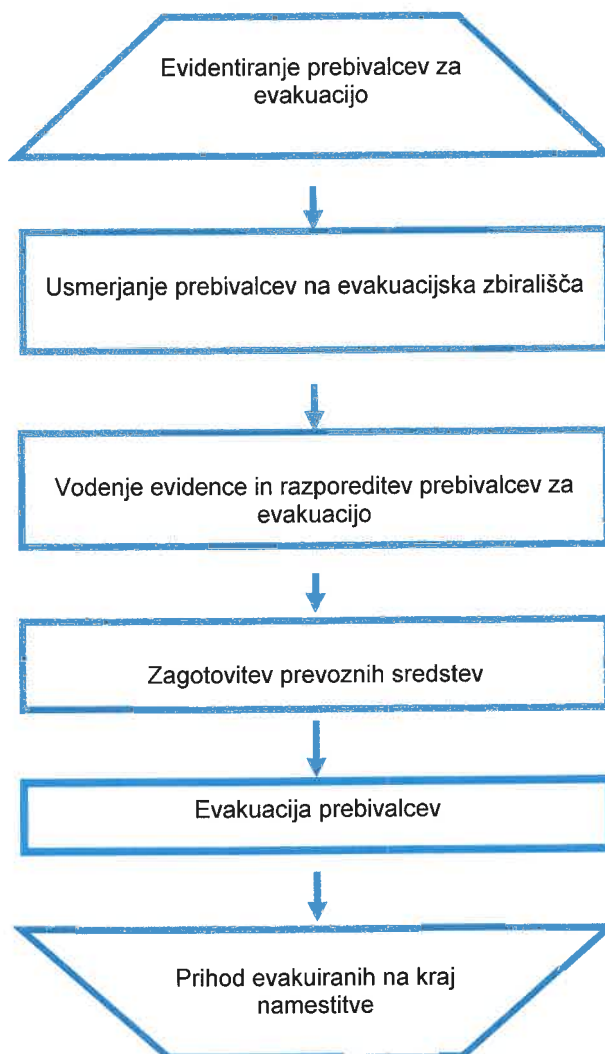 Evidentiranje prebivalcev za
evakuacijo
Usmerjanje prebivalcev na evakuacijska zbirališča
Vodenje evidence in razporeditev prebivalcev za
evakuacijo
Zagotovitev prevoznih sredstev
Evakuacija prebivalcev
Prihod evakuiranih na kraj
namestitve